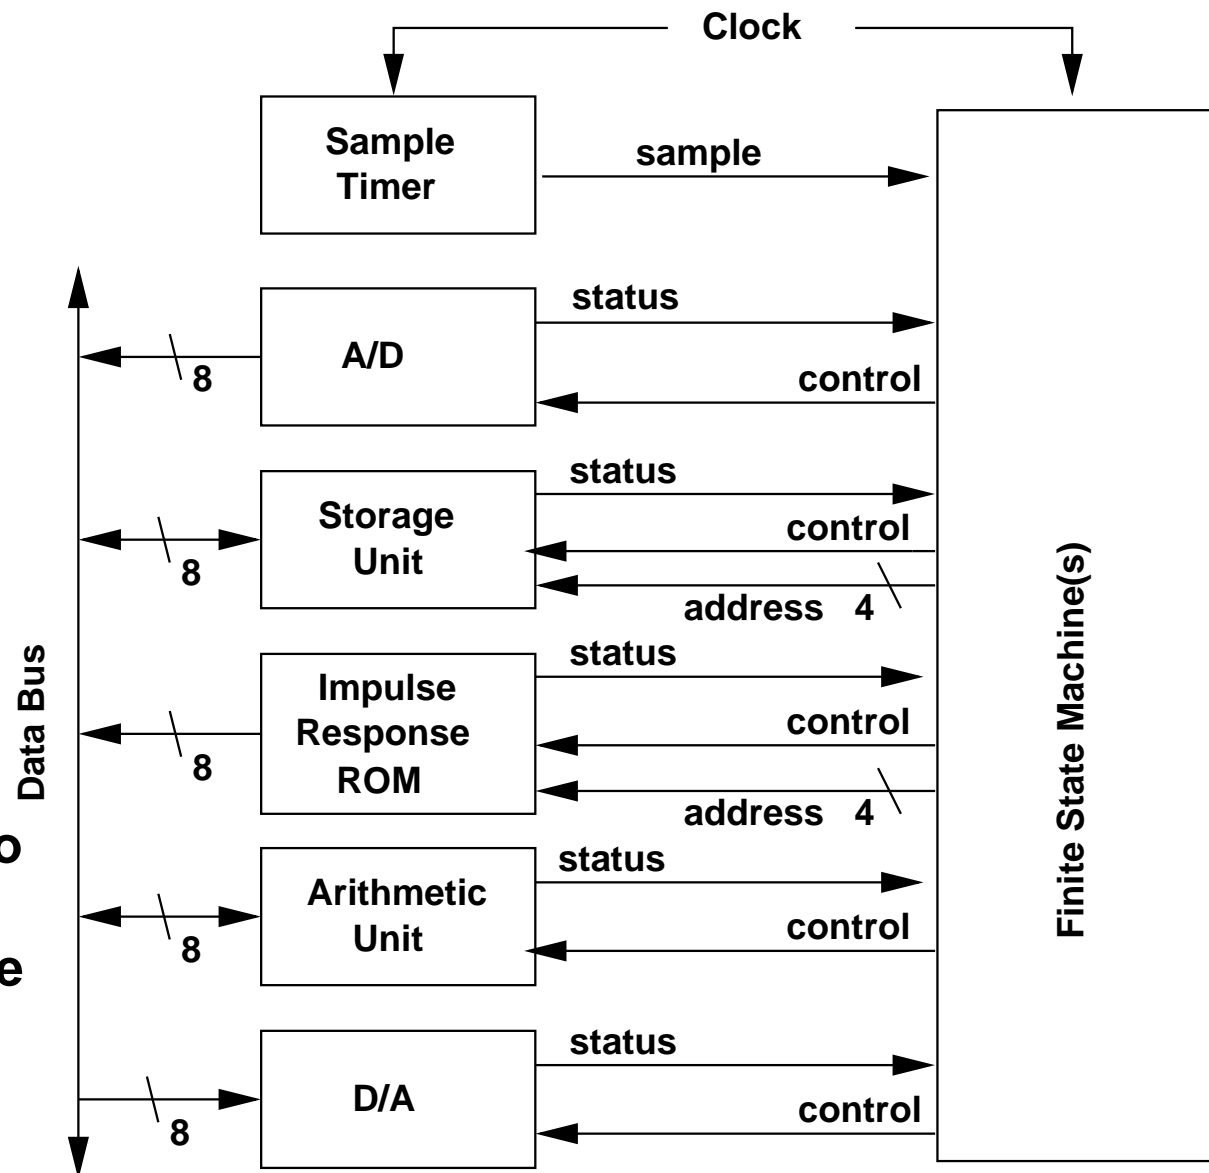 Clock
Sample
Timer
sample
status
A/D
8
control
status
Storage
Unit
control
8
address 4
status
Impulse
Response
ROM
control
8
address 4
Data Bus
Finite State Machine(s)
o
status
Arithmetic
Unit
control
8
e
status
D/A
control
8